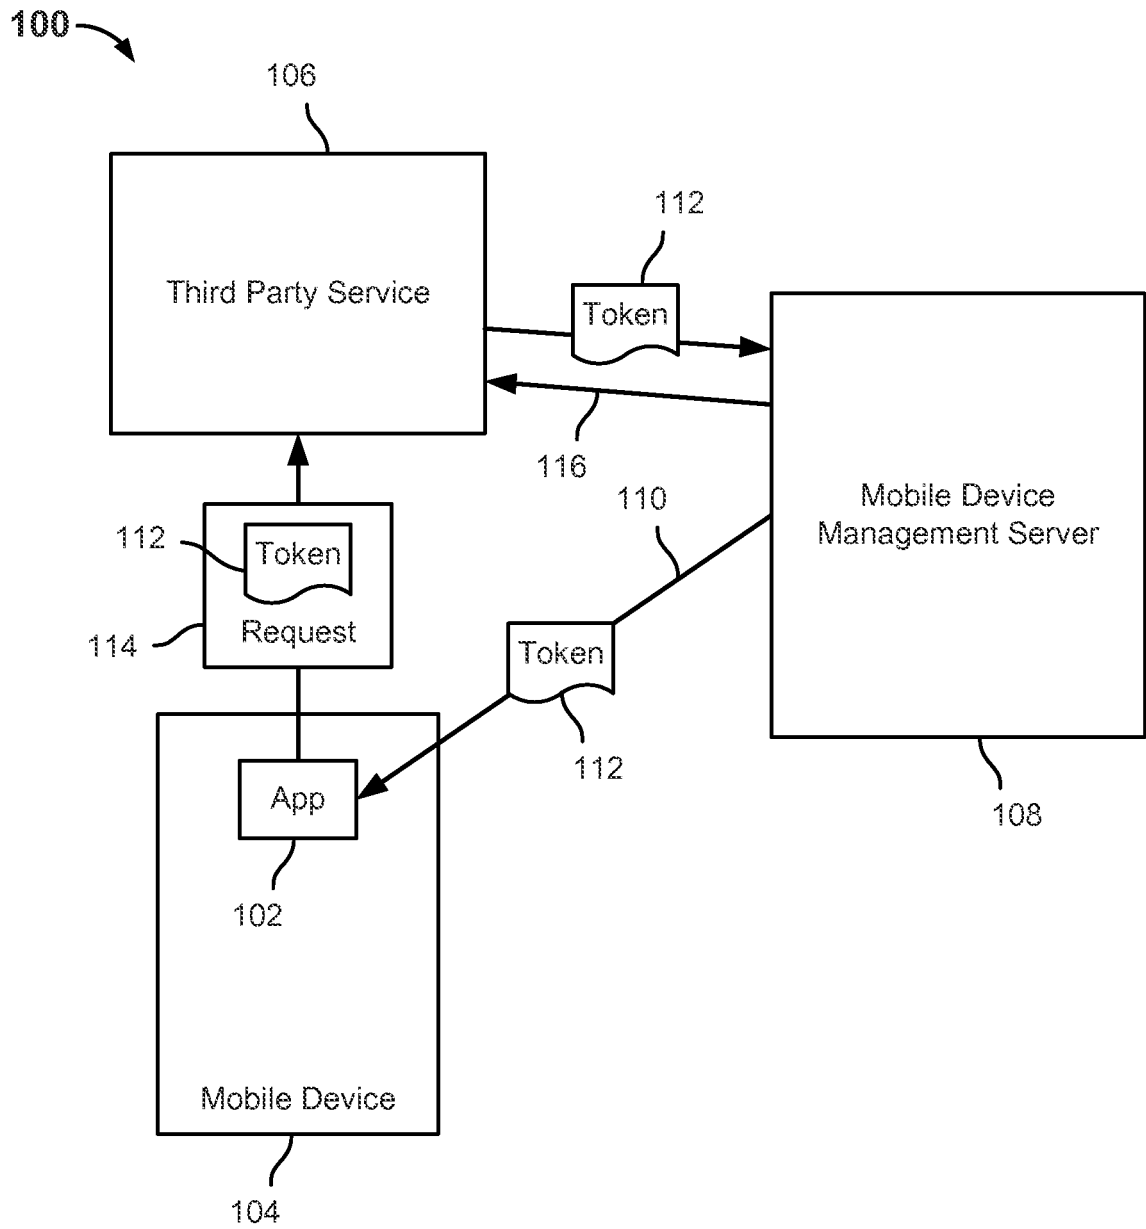 100
106
112
Third Party Service
Token
116
110
Mobile Device
Management Server
112
Token
Request
114
Token
112
App
102
108
Mobile Device
104